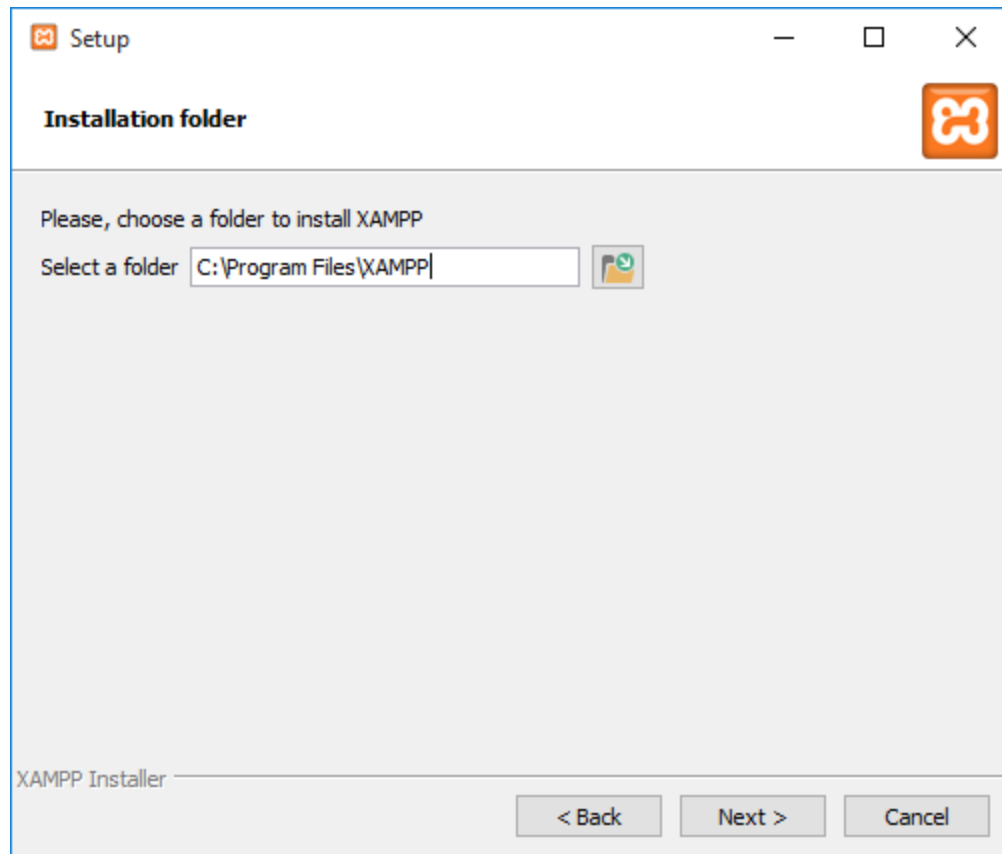 Setup
Installation folder
Please, choose a folder to install XAMPP
Select a folder C:\Program Files\XAMPP
XAMPP Installer
< Back Next > Cancel